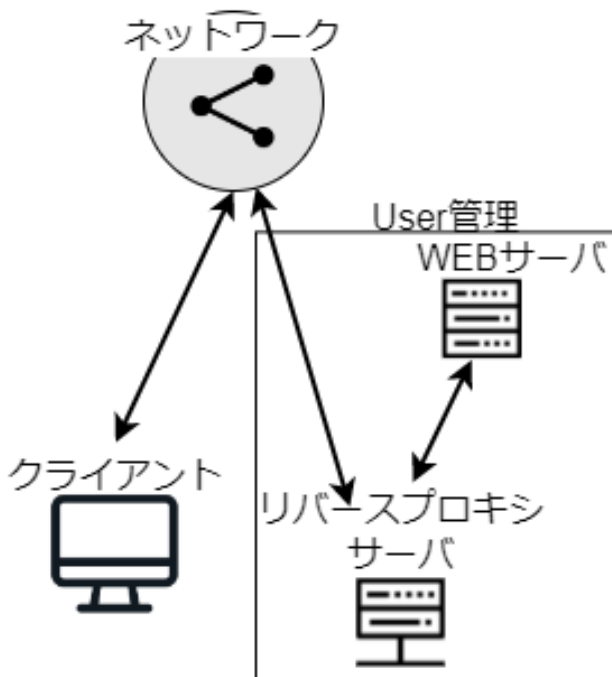 ネットワーク
User管理
WEBサーバ
クライアント
リバースプロキシ
サーバ